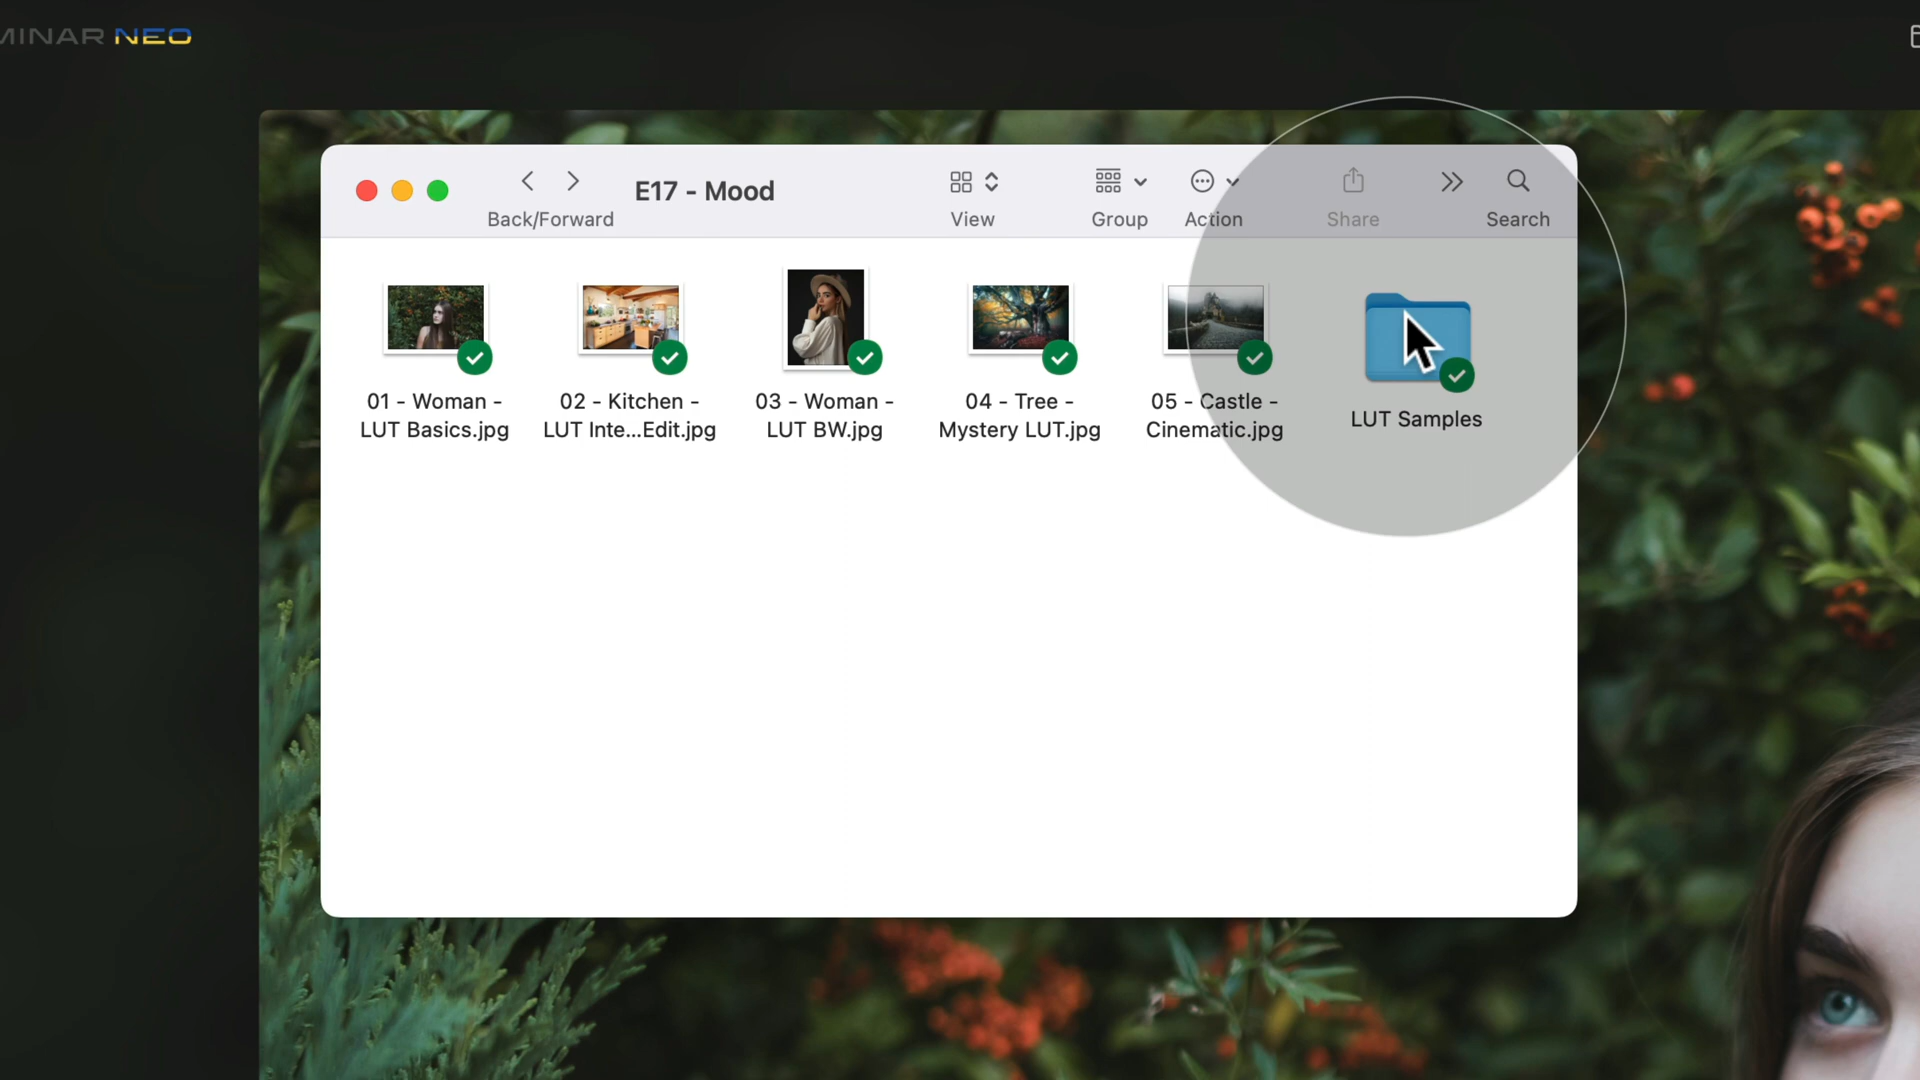 MINAR NEO
E17 - Mood
Back/Forward
View
Group
Action
Share
Search
01 - Woman -
LUT Basics.jpg
02 - Kitchen -
LUT Inte...Edit.jpg
03 - Woman -
LUT BW.jpg
04 - Tree -
Mystery LUT.jpg
05 - Castle -
Cinematic.jpg
LUT Samples